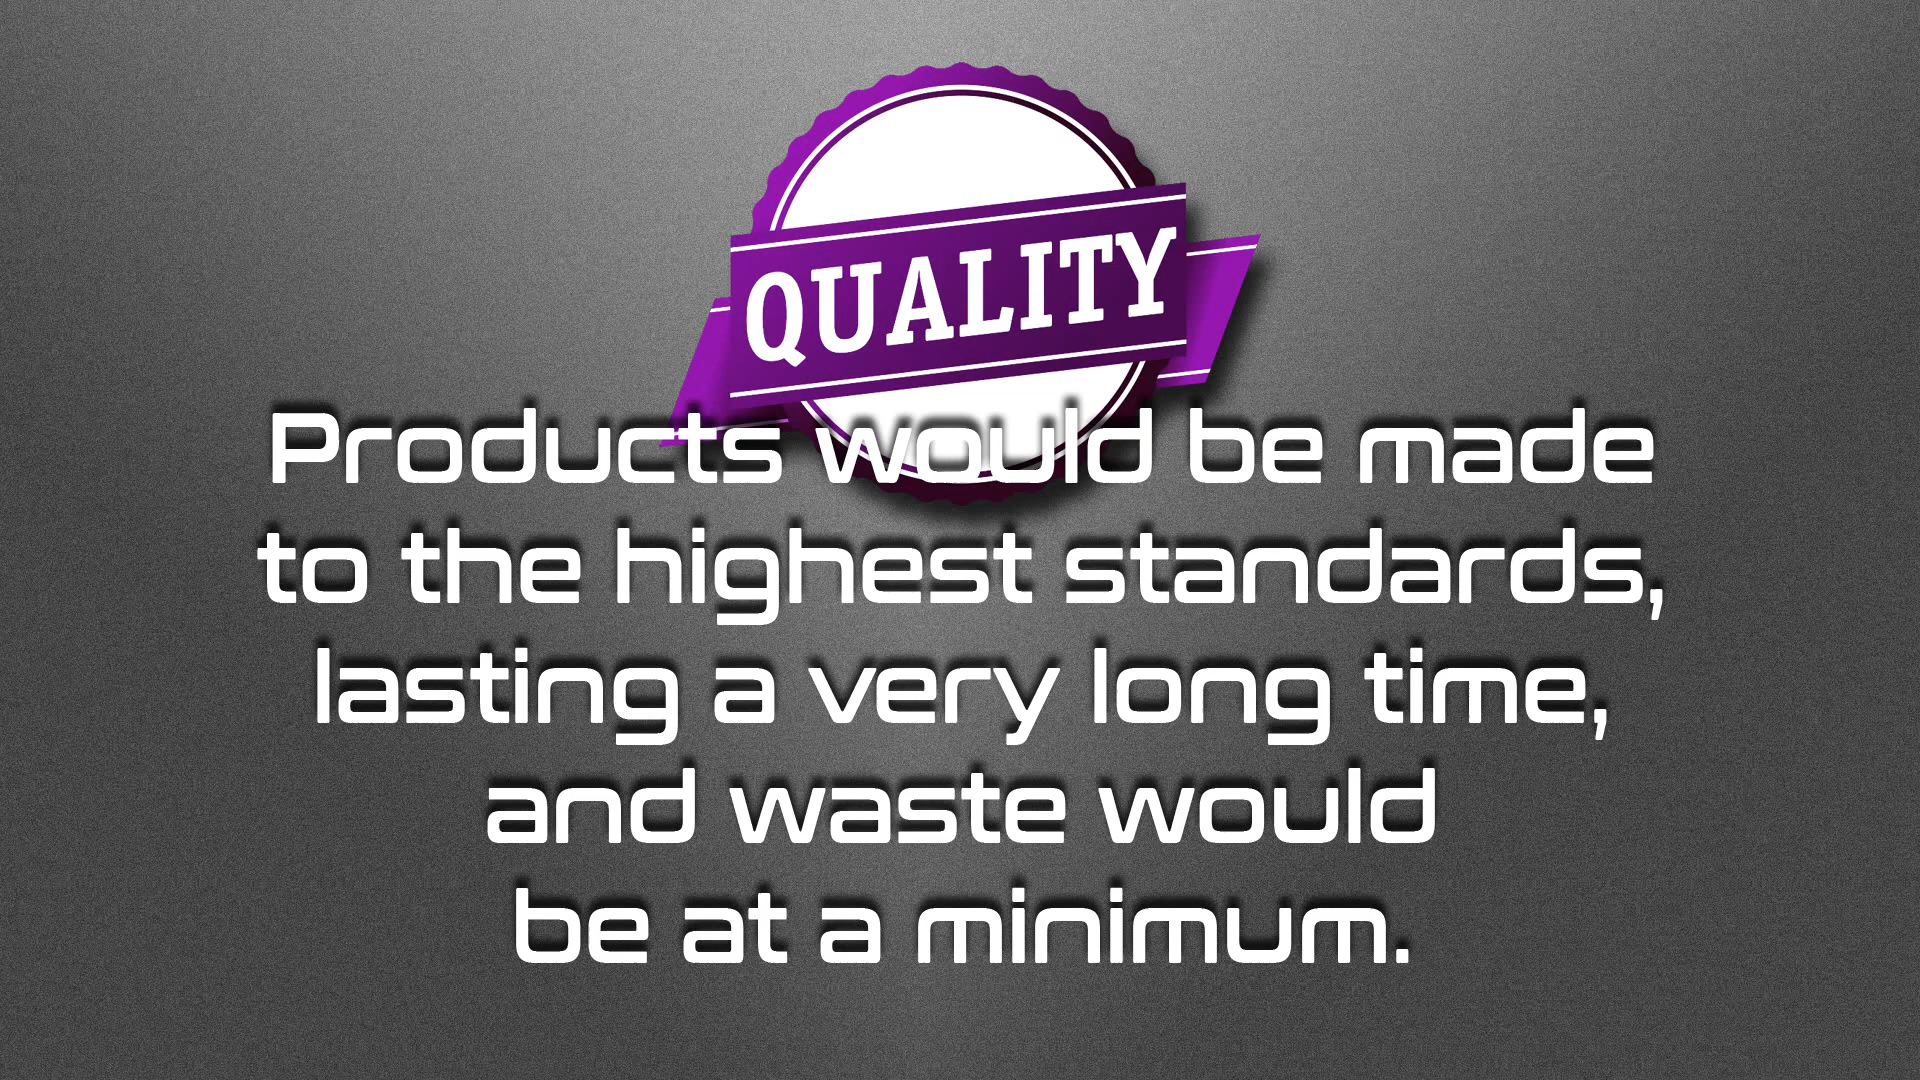 QUALITY
Products would be made
to the highest standards,
lasting a very long time,
and waste would
be at a minimum.